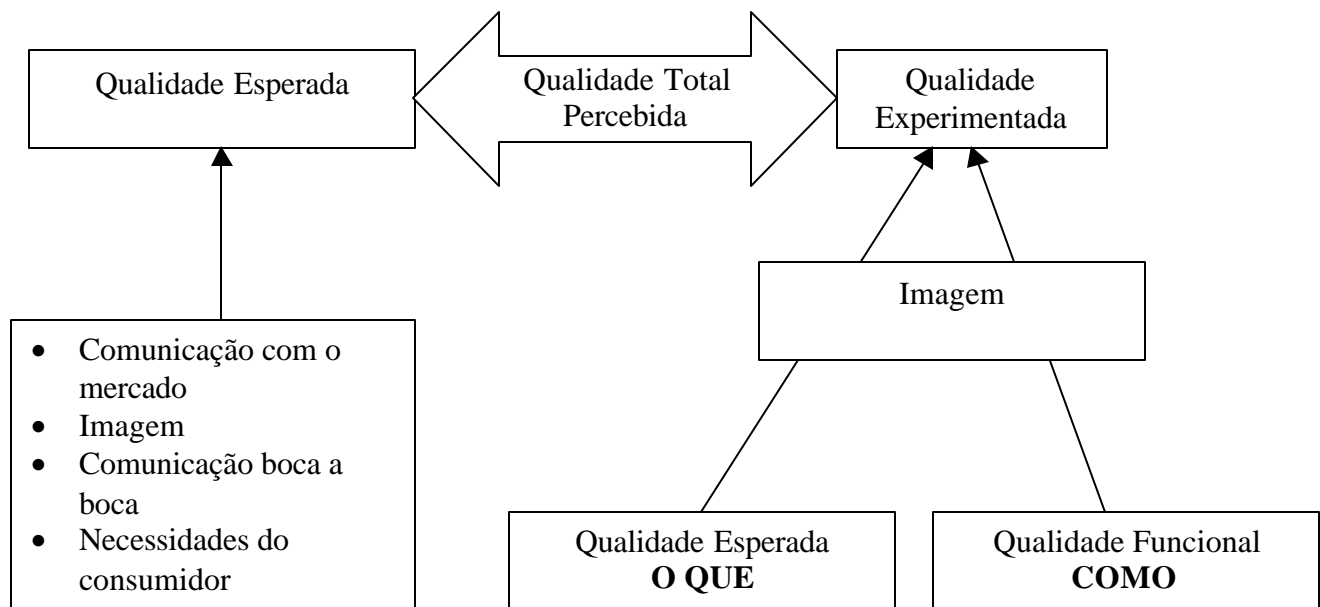 Qualidade Esperada
Qualidade Total
Percebida
Qualidade
Experimentada
Imagem
• Comunicação com o
mercado
• Imagem
• Comunicação boca a
boca
• Necessidades do
consumidor
Qualidade Esperada
O QUE
Qualidade Funcional
COMO